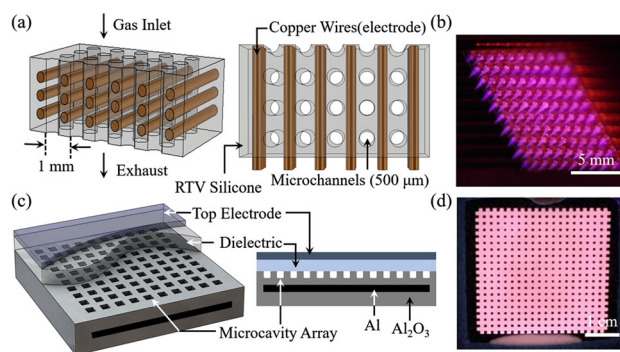 (a)
Gas Inlet
Copper Wires(electrode)
(b)
1 mm
Exhaust
RTV Silicone
Microchannels (500 μm)
5 mm
(c)
Top Electrode
Dielectric
(d)
Microcavity Array
Al
Al₂O₃